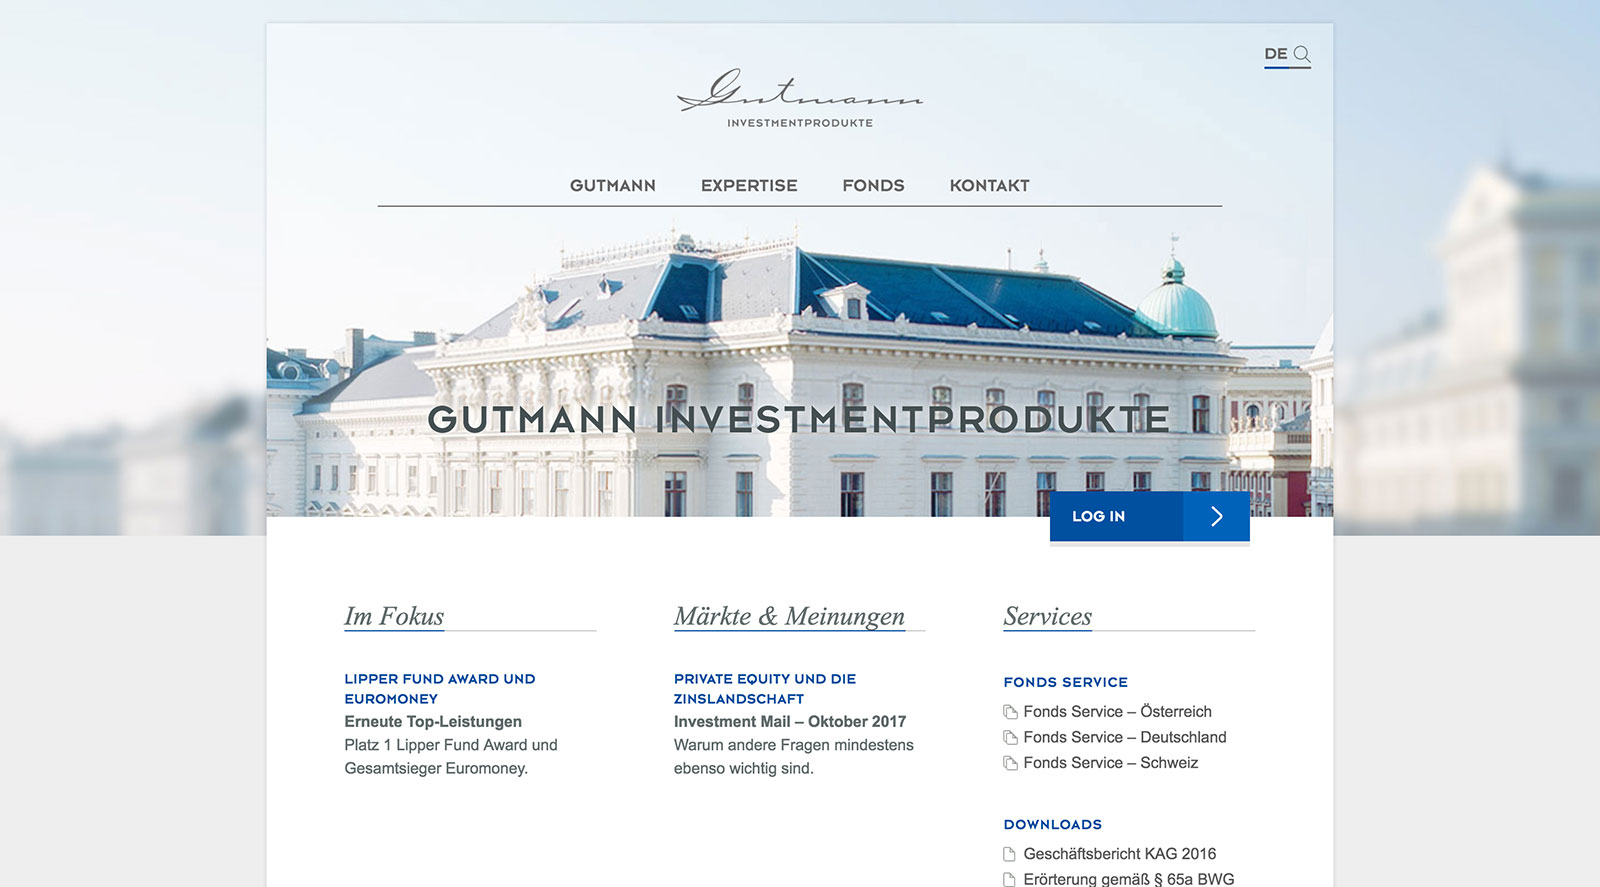 DE
Gutmann
INVESTMENTPRODUKTE
GUTMANN EXPERTISE FONDS KONTAKT
GUTMANN INVESTMENTPRODUKTE
LOG IN
Im Fokus
LIPPER FUND AWARD UND
EUROMONEY
Erneute Top-Leistungen
Platz 1 Lipper Fund Award und
Gesamtsieger Euromoney.
Märkte & Meinungen
PRIVATE EQUITY UND DIE
ZINSLANDSCHAFT
Investment Mail – Oktober 2017
Warum andere Fragen mindestens
ebenso wichtig sind.
Services
FONDS SERVICE
Fonds Service – Österreich
Fonds Service – Deutschland
Fonds Service – Schweiz
DOWNLOADS
Geschäftsbericht KAG 2016
Erörterung gemäß § 65a BWG